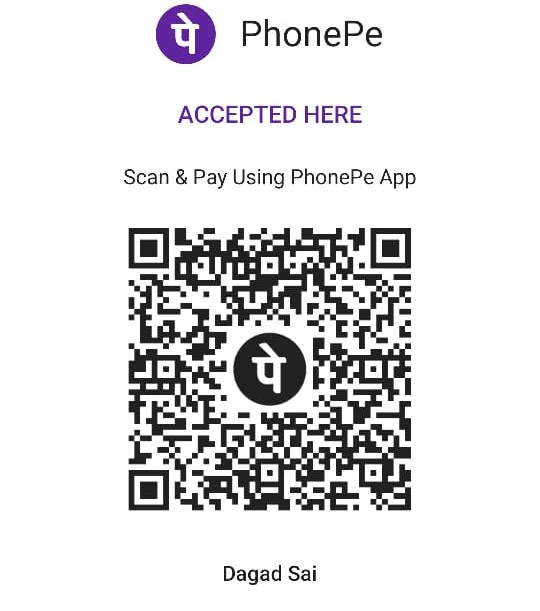 पे PhonePe
ACCEPTED HERE
Scan & Pay Using PhonePe App
पे
Dagad Sai